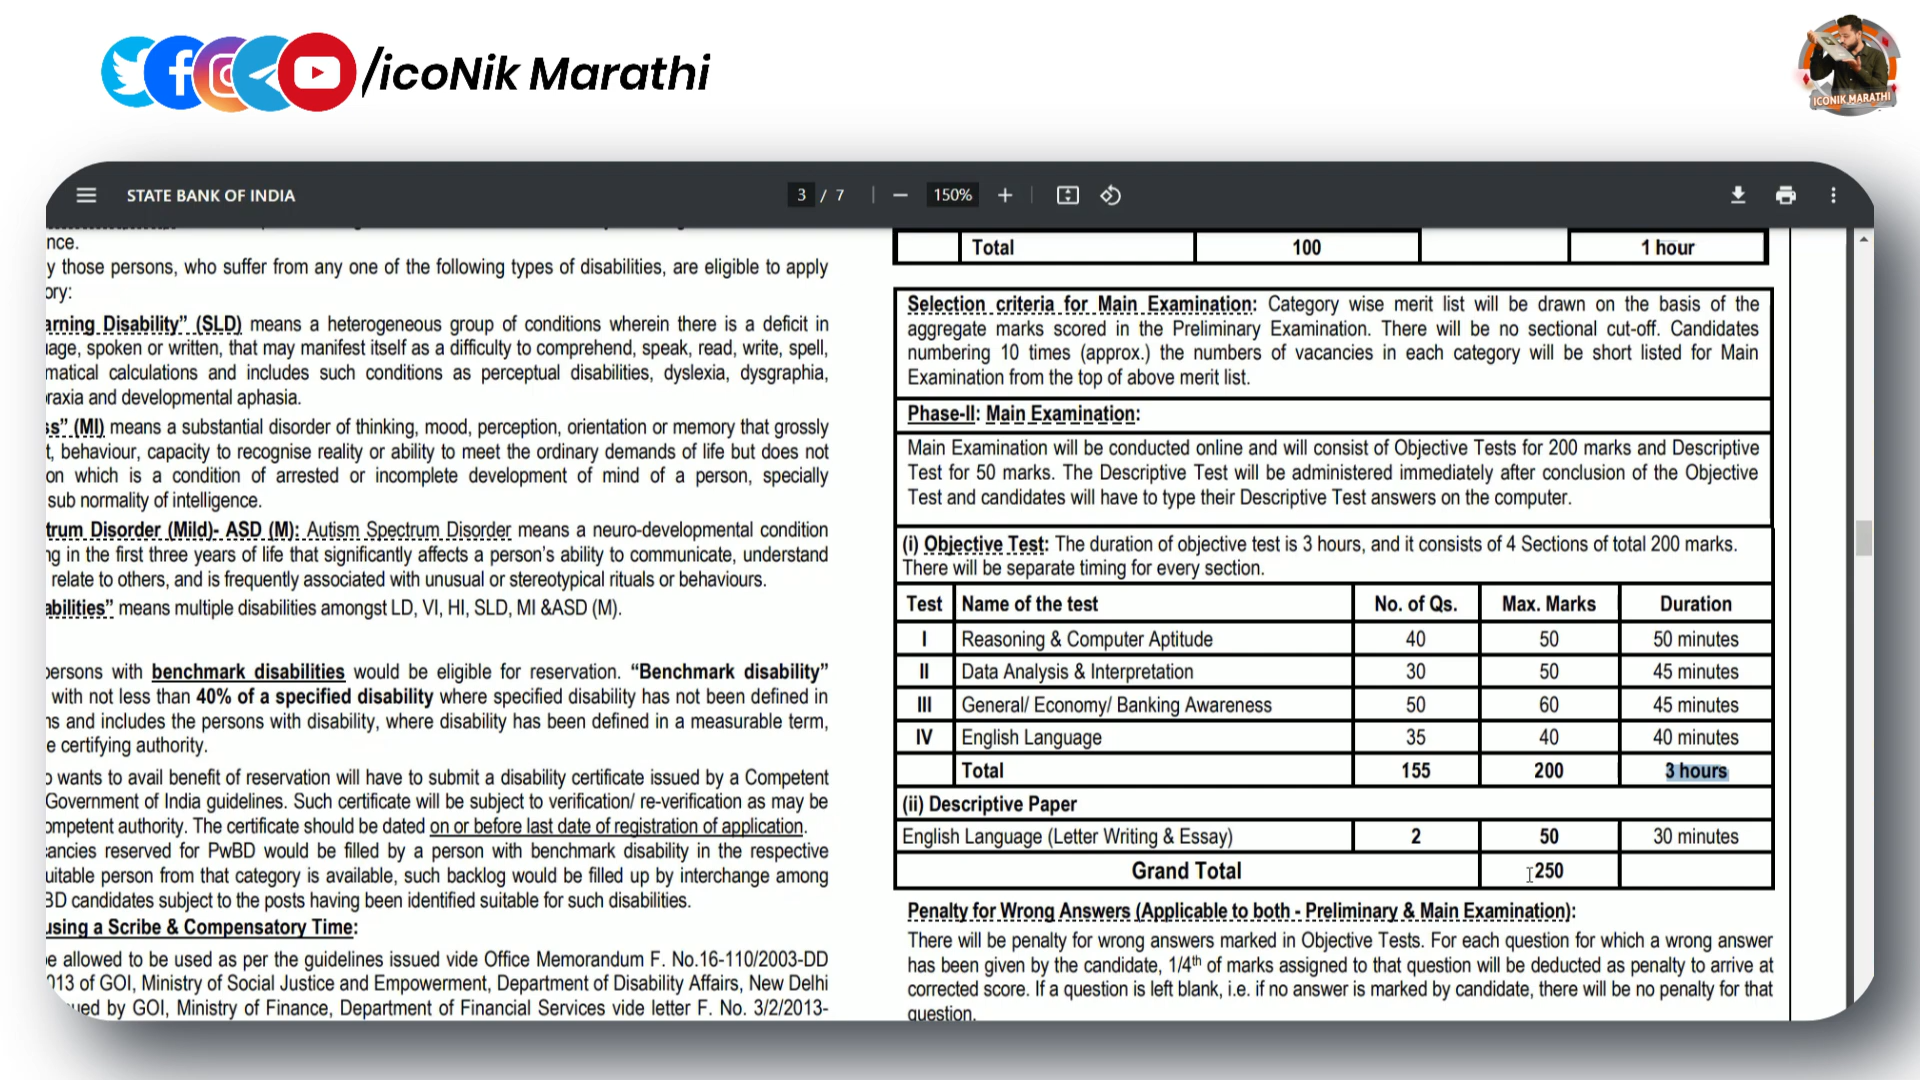 /icoNik Marathi
ICONIK MARATHI
STATE BANK OF INDIA
3 / 7
150%
nce.
y those persons, who suffer from any one of the following types of disabilities, are eligible to apply
ory:
arning Disability” (SLD) means a heterogeneous group of conditions wherein there is a deficit in
uage, spoken or written, that may manifest itself as a difficulty to comprehend, speak, read, write, spell,
matical calculations and includes such conditions as perceptual disabilities, dyslexia, dysgraphia,
raxia and developmental aphasia.
ss” (MI) means a substantial disorder of thinking, mood, perception, orientation or memory that grossly
t, behaviour, capacity to recognise reality or ability to meet the ordinary demands of life but does not
on which is a condition of arrested or incomplete development of mind of a person, specially
sub normality of intelligence.
trum Disorder (Mild)- ASD (M): Autism Spectrum Disorder means a neuro-developmental condition
ng in the first three years of life that significantly affects a person’s ability to communicate, understand
relate to others, and is frequently associated with unusual or stereotypical rituals or behaviours.
abilities” means multiple disabilities amongst LD, VI, HI, SLD, MI &ASD (M).
persons with benchmark disabilities would be eligible for reservation. “Benchmark disability”
with not less than 40% of a specified disability where specified disability has not been defined in
ns and includes the persons with disability, where disability has been defined in a measurable term,
e certifying authority.
o wants to avail benefit of reservation will have to submit a disability certificate issued by a Competent
Government of India guidelines. Such certificate will be subject to verification/ re-verification as may be
ompetent authority. The certificate should be dated on or before last date of registration of application.
cancies reserved for PwBD would be filled by a person with benchmark disability in the respective
uitable person from that category is available, such backlog would be filled up by interchange among
BD candidates subject to the posts having been identified suitable for such disabilities.
using a Scribe & Compensatory Time:
e allowed to be used as per the guidelines issued vide Office Memorandum F. No.16-110/2003-DD
013 of GOI, Ministry of Social Justice and Empowerment, Department of Disability Affairs, New Delhi
ued by GOI, Ministry of Finance, Department of Financial Services vide letter F. No. 3/2/2013-
Total 100 1 hour
Selection criteria for Main Examination: Category wise merit list will be drawn on the basis of the
aggregate marks scored in the Preliminary Examination. There will be no sectional cut-off. Candidates
numbering 10 times (approx.) the numbers of vacancies in each category will be short listed for Main
Examination from the top of above merit list.
Phase-II: Main Examination:
Main Examination will be conducted online and will consist of Objective Tests for 200 marks and Descriptive
Test for 50 marks. The Descriptive Test will be administered immediately after conclusion of the Objective
Test and candidates will have to type their Descriptive Test answers on the computer.
(i) Objective Test: The duration of objective test is 3 hours, and it consists of 4 Sections of total 200 marks.
There will be separate timing for every section.
Test Name of the test No. of Qs. Max. Marks Duration
I Reasoning & Computer Aptitude 40 50 50 minutes
II Data Analysis & Interpretation 30 50 45 minutes
III General/ Economy/ Banking Awareness 50 60 45 minutes
IV English Language 35 40 40 minutes
Total 155 200 3 hours
(ii) Descriptive Paper
English Language (Letter Writing & Essay) 2 50 30 minutes
Grand Total 250
Penalty for Wrong Answers (Applicable to both - Preliminary & Main Examination):
There will be penalty for wrong answers marked in Objective Tests. For each question for which a wrong answer
has been given by the candidate, 1/4th of marks assigned to that question will be deducted as penalty to arrive at
corrected score. If a question is left blank, i.e. if no answer is marked by candidate, there will be no penalty for that
question.